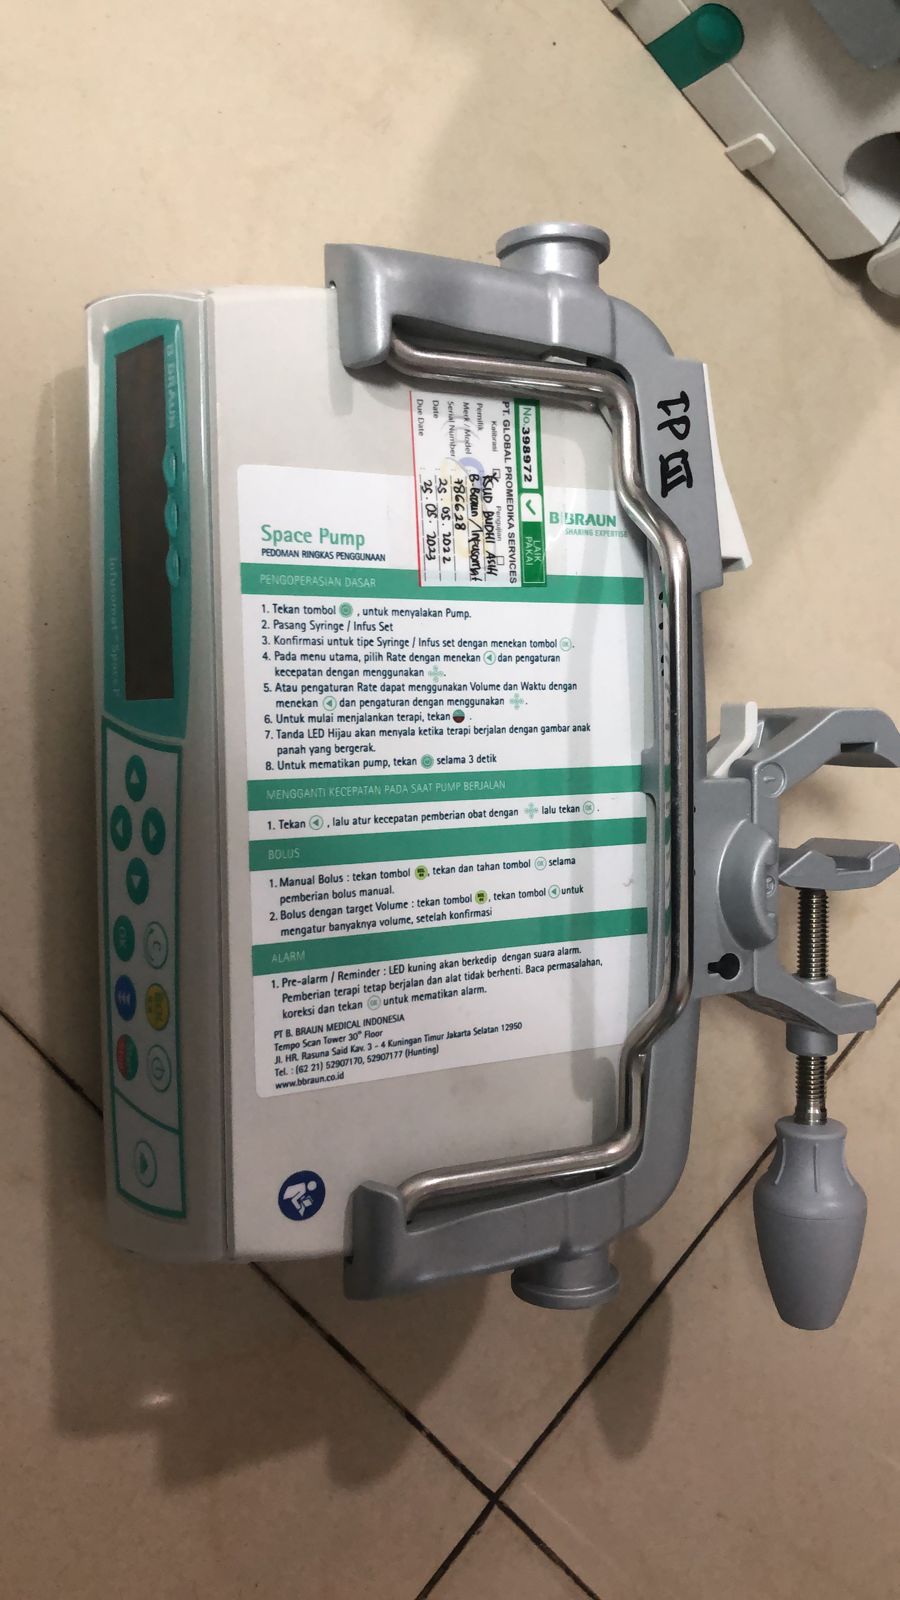 B BRAUN
Infusomat® Space P
OK
C
BOL
IP III
No. 398972
LAIK
PAKAI
PT. GLOBAL PROMEDIKA SERVICES
Kalibrasi Pengujian
Pemilik : RSUD BUDHI ASIH
Merk / Model : B.Braun / Infusomat
Serial Number : 786628
Date : 25.05.2022
Due Date : 25.05.2023
B|BRAUN
SHARING EXPERTISE
Space Pump
PEDOMAN RINGKAS PENGGUNAAN
PENGOPERASIAN DASAR
1. Tekan tombol , untuk menyalakan Pump.
2. Pasang Syringe / Infus Set
3. Konfirmasi untuk tipe Syringe / Infus set dengan menekan tombol OK.
4. Pada menu utama, pilih Rate dengan menekan dan pengaturan
kecepatan dengan menggunakan .
5. Atau pengaturan Rate dapat menggunakan Volume dan Waktu dengan
menekan dan pengaturan dengan menggunakan .
6. Untuk mulai menjalankan terapi, tekan .
7. Tanda LED Hijau akan menyala ketika terapi berjalan dengan gambar anak
panah yang bergerak.
8. Untuk mematikan pump, tekan selama 3 detik
MENGGANTI KECEPATAN PADA SAAT PUMP BERJALAN
1. Tekan , lalu atur kecepatan pemberian obat dengan lalu tekan OK .
BOLUS
1. Manual Bolus : tekan tombol , tekan dan tahan tombol OK selama
pemberian bolus manual.
2. Bolus dengan target Volume : tekan tombol , tekan tombol untuk
mengatur banyaknya volume, setelah konfirmasi
ALARM
1. Pre-alarm / Reminder : LED kuning akan berkedip dengan suara alarm.
Pemberian terapi tetap berjalan dan alat tidak berhenti. Baca permasalahan,
koreksi dan tekan OK untuk mematikan alarm.
PT B. BRAUN MEDICAL INDONESIA
Tempo Scan Tower 30th Floor
Jl. HR. Rasuna Said Kav. 3 - 4 Kuningan Timur Jakarta Selatan 12950
Tel. : (62 21) 52907170, 52907177 (Hunting)
www.bbraun.co.id